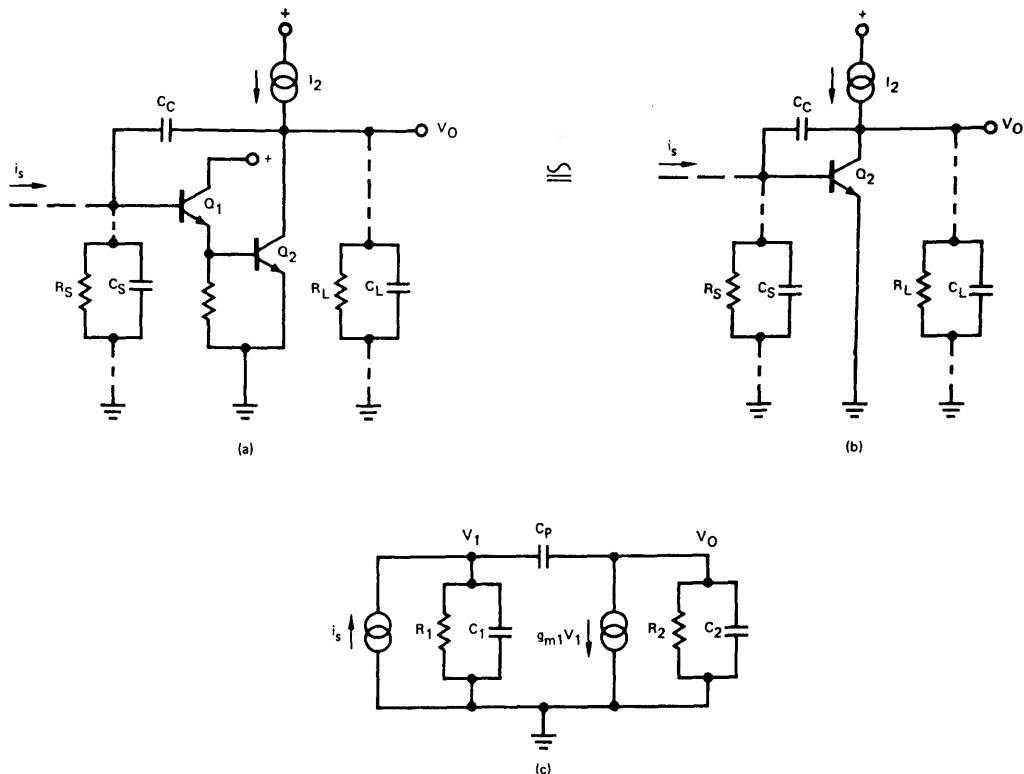 +
I2
CC
VO
is
+
Q1
Q2
RS
CS
RL
CL
(a)
≅
+
I2
CC
VO
is
Q2
RS
CS
RL
CL
(b)
V1
CP
VO
is
R1
C1
gm1V1
R2
C2
(c)